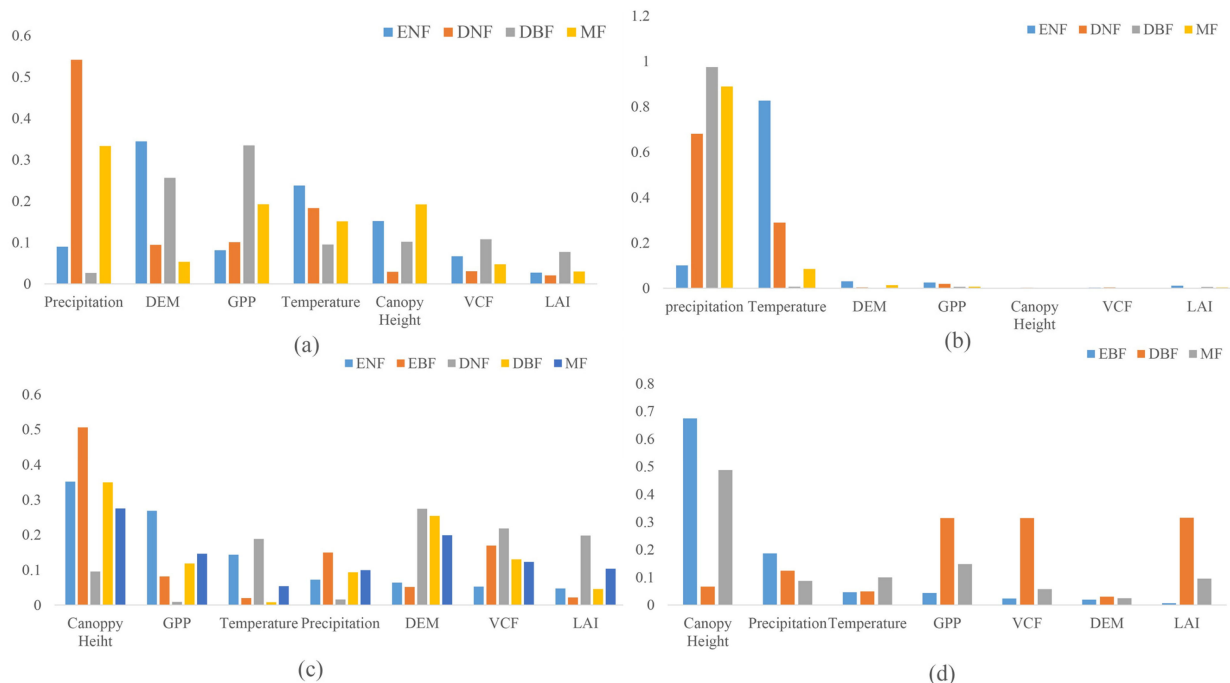 ENF DNF DBF MF
0.6
0.5
0.4
0.3
0.2
0.1
0
Precipitation DEM GPP Temperature Canopy Height VCF LAI
(a)
1.2
ENF DNF DBF MF
1
0.8
0.6
0.4
0.2
0
precipitation Temperature DEM GPP Canopy Height VCF LAI
(b)
ENF EBF DNF DBF MF
0.6
0.5
0.4
0.3
0.2
0.1
0
Canoppy Heiht GPP Temperature Precipitation DEM VCF LAI
(c)
EBF DBF MF
0.8
0.7
0.6
0.5
0.4
0.3
0.2
0.1
0
Canopy Height Precipitation Temperature GPP VCF DEM LAI
(d)